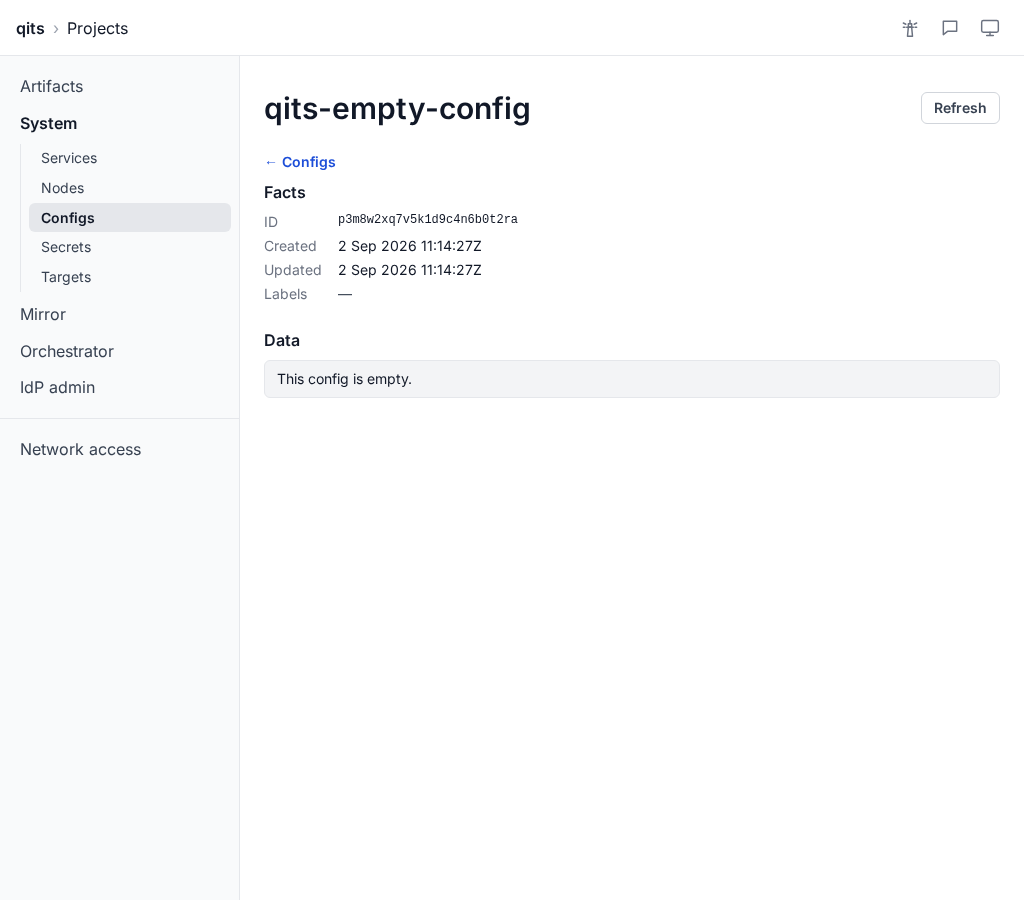 qits › Projects
Artifacts
System
Services
Nodes
Configs
Secrets
Targets
Mirror
Orchestrator
IdP admin
Network access
qits-empty-config
Refresh
← Configs
Facts
ID p3m8w2xq7v5k1d9c4n6b0t2ra
Created 2 Sep 2026 11:14:27Z
Updated 2 Sep 2026 11:14:27Z
Labels —
Data
This config is empty.